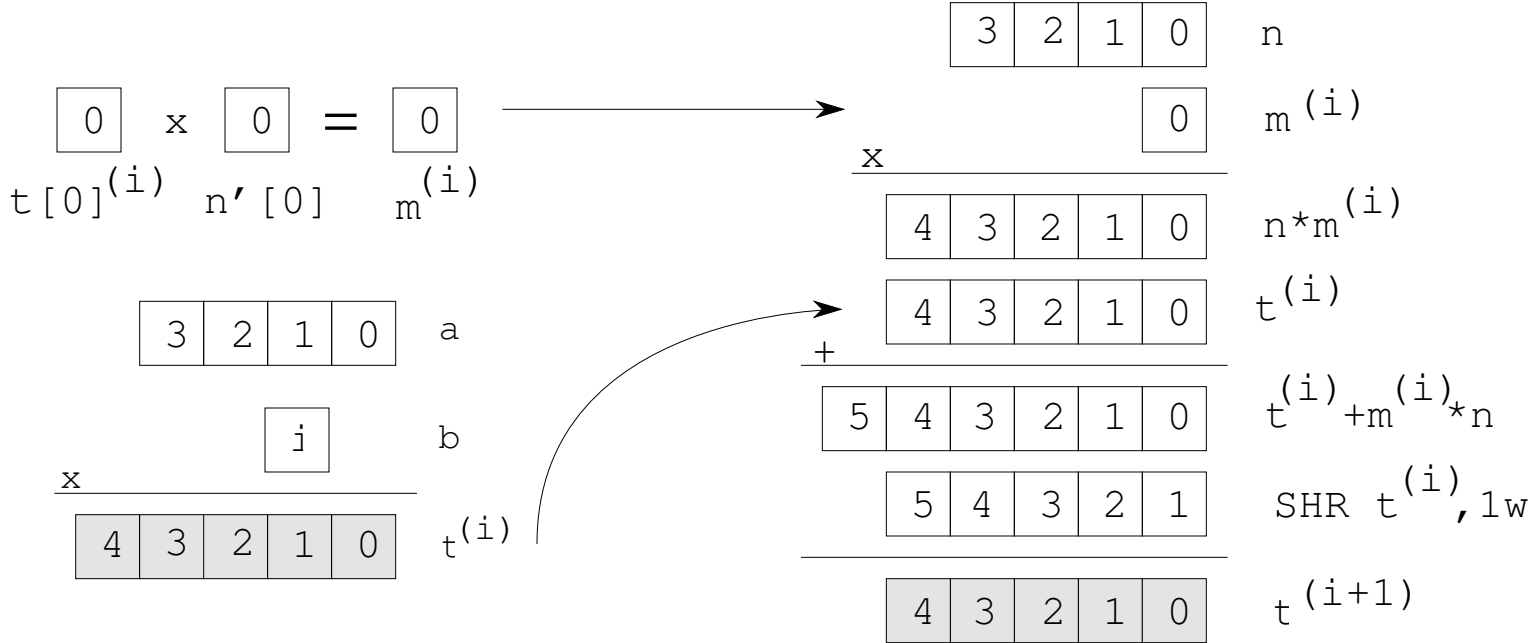 0 x 0 = 0
t[0]^(i) n′[0] m^(i)
3 2 1 0 a
i b
x
4 3 2 1 0 t^(i)
3 2 1 0 n
0 m^(i)
x
4 3 2 1 0 n*m^(i)
4 3 2 1 0 t^(i)
+
5 4 3 2 1 0 t^(i)+m^(i)*n
5 4 3 2 1 SHR t^(i),1w
4 3 2 1 0 t^(i+1)